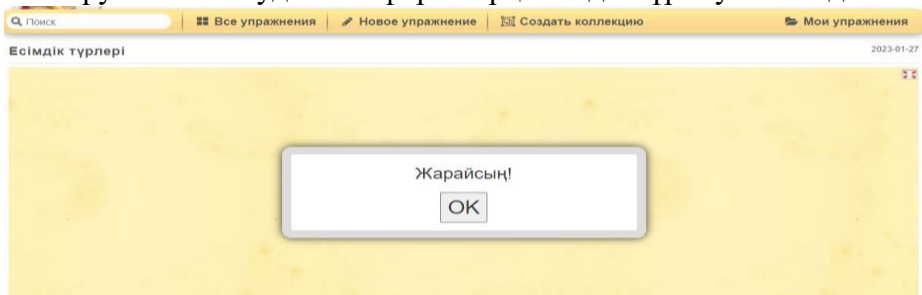 Поиск Все упражнения Новое упражнение Создать коллекцию Мои упражнения
Есімдік түрлері 2023-01-27
Жарайсың!
OK